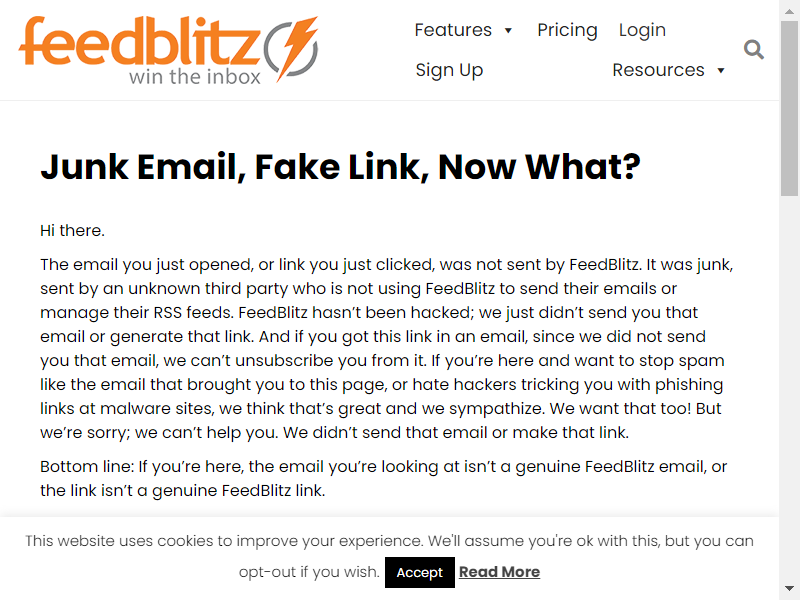 feedblitz
win the inbox
Features
Pricing
Login
Sign Up
Resources
Junk Email, Fake Link, Now What?
Hi there.
The email you just opened, or link you just clicked, was not sent by FeedBlitz. It was junk,
sent by an unknown third party who is not using FeedBlitz to send their emails or
manage their RSS feeds. FeedBlitz hasn’t been hacked; we just didn’t send you that
email or generate that link. And if you got this link in an email, since we did not send
you that email, we can’t unsubscribe you from it. If you’re here and want to stop spam
like the email that brought you to this page, or hate hackers tricking you with phishing
links at malware sites, we think that’s great and we sympathize. We want that too! But
we’re sorry; we can’t help you. We didn’t send that email or make that link.
Bottom line: If you’re here, the email you’re looking at isn’t a genuine FeedBlitz email, or
the link isn’t a genuine FeedBlitz link.
This website uses cookies to improve your experience. We'll assume you're ok with this, but you can
opt-out if you wish. Accept Read More